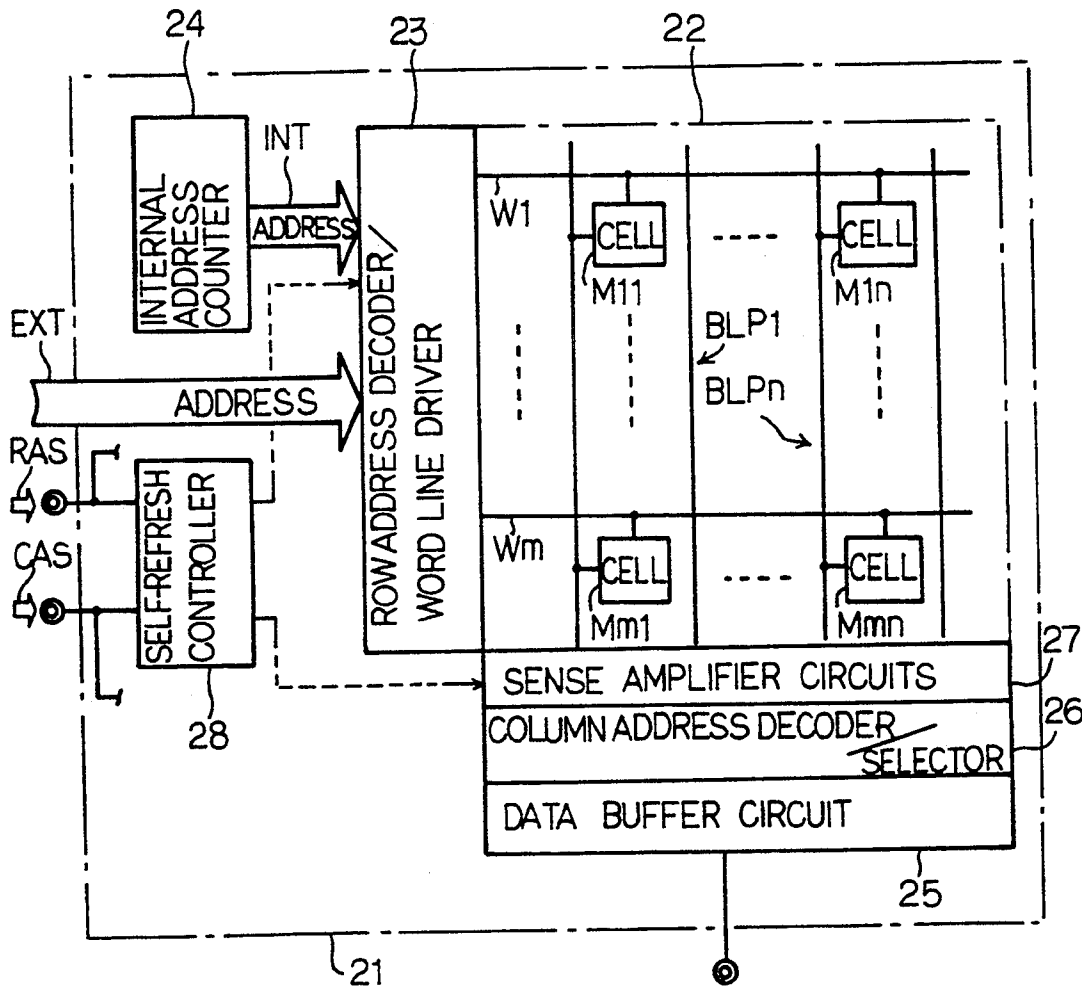 24
23
22
INT
INTERNAL
ADDRESS
COUNTER
ADDRESS
W1
CELL
CELL
M11
M1n
EXT
BLP1
BLPn
ADDRESS
ROW ADDRESS DECODER/
WORD LINE DRIVER
RAS
CAS
SELF-REFRESH
CONTROLLER
Wm
CELL
CELL
Mm1
Mmn
27
SENSE AMPLIFIER CIRCUITS
26
COLUMN ADDRESS DECODER
/SELECTOR
28
DATA BUFFER CIRCUIT
25
21